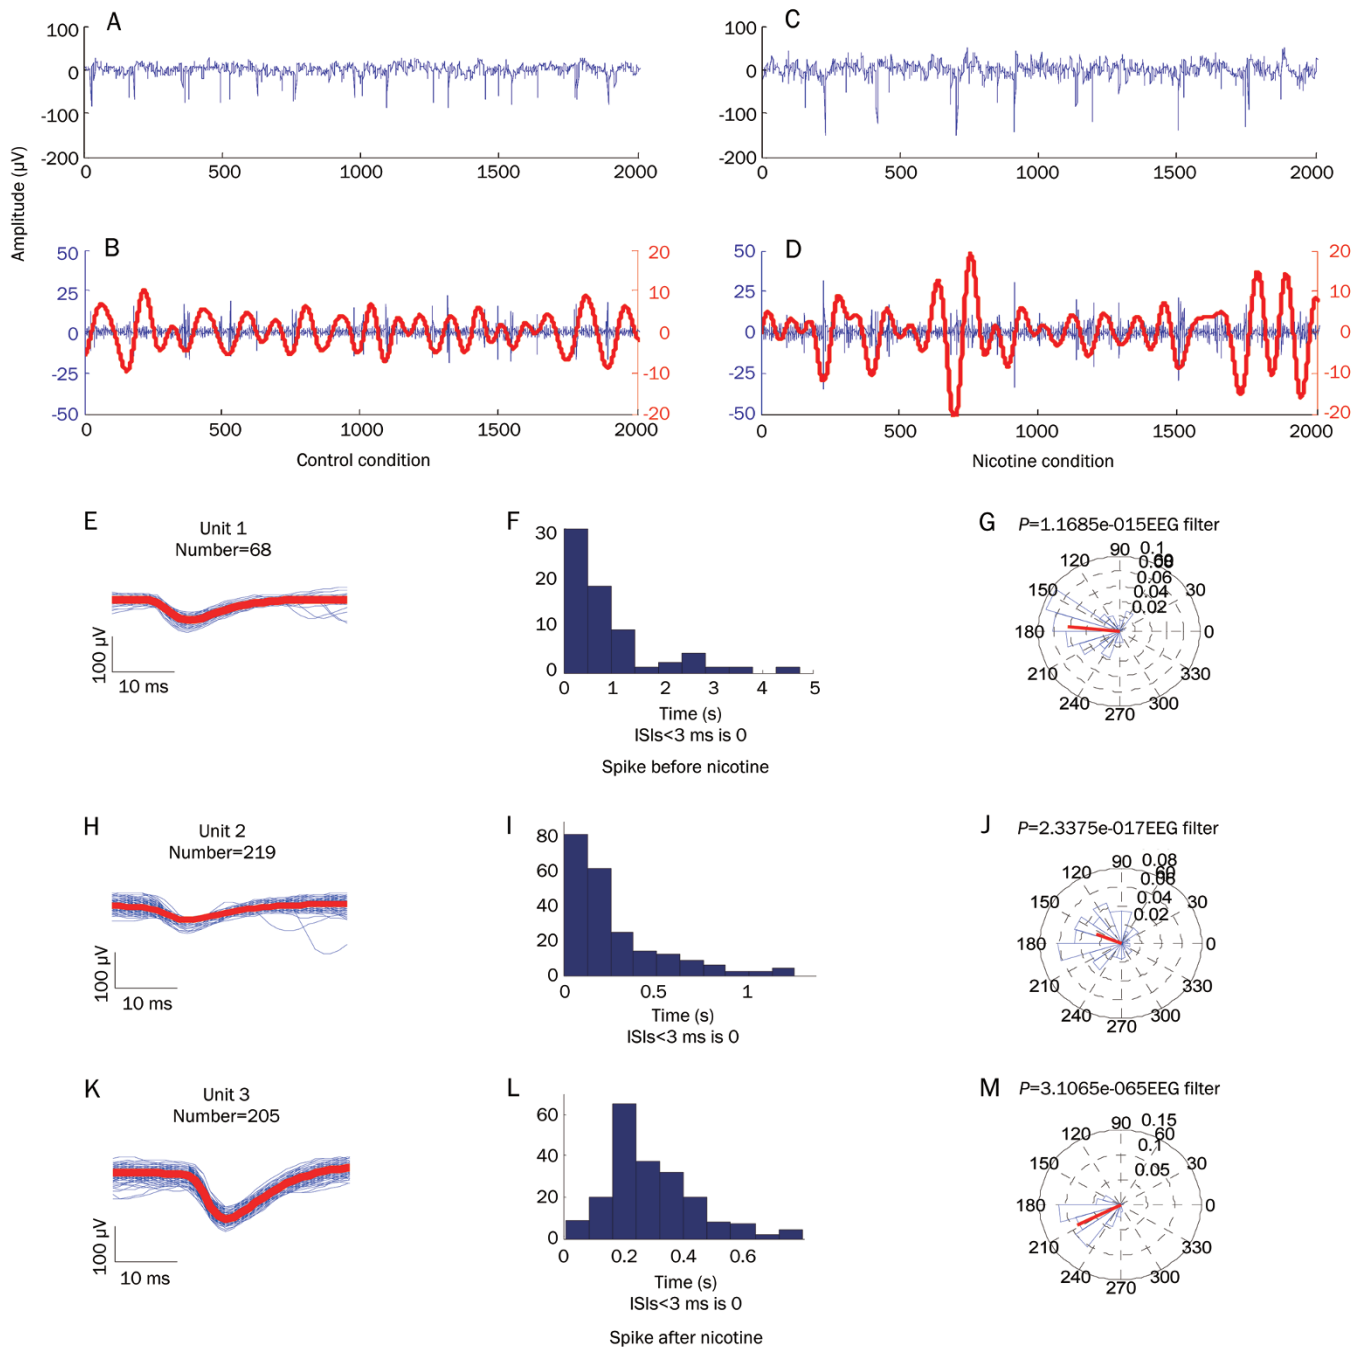 A
100
0
-100
-200
0 500 1000 1500 2000
C
100
0
-100
-200
0 500 1000 1500 2000
Amplitude (µV)
B
50
25
0
-25
-50
20
10
0
-10
-20
0 500 1000 1500 2000
Control condition
D
50
25
0
-25
-50
20
10
0
-10
-20
0 500 1000 1500 2000
Nicotine condition
E
Unit 1
Number=68
100 µV
10 ms
F
30
20
10
0
0 1 2 3 4 5
Time (s)
ISIs<3 ms is 0
Spike before nicotine
G
P=1.1685e-015EEG filter
90
120
60
150
30
180
0
210
330
240
300
270
0.1
0.08
0.06
0.04
0.02
H
Unit 2
Number=219
100 µV
10 ms
I
80
60
40
20
0
0 0.5 1
Time (s)
ISIs<3 ms is 0
J
P=2.3375e-017EEG filter
90
120
60
150
30
180
0
210
330
240
300
270
0.08
0.06
0.04
0.02
K
Unit 3
Number=205
100 µV
10 ms
L
60
40
20
0
0 0.2 0.4 0.6
Time (s)
ISIs<3 ms is 0
Spike after nicotine
M
P=3.1065e-065EEG filter
90
120
60
150
30
180
0
210
330
240
300
270
0.15
0.1
0.05